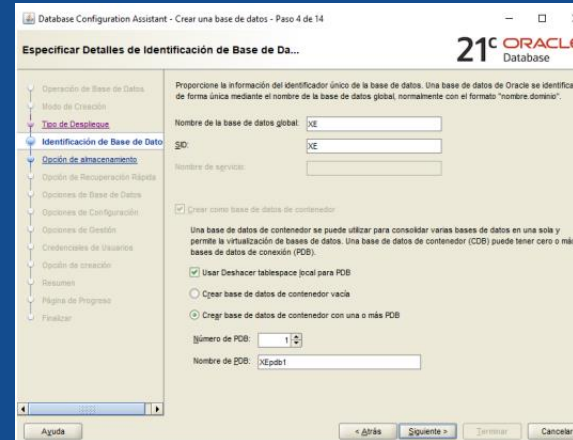 Database Configuration Assistant - Crear una base de datos - Paso 4 de 14
Especificar Detalles de Identificación de Base de Da...
21c ORACLE
Database
Operación de Base de Datos
Modo de Creación
Tipo de Despliegue
Identificación de Base de Dato
Opción de almacenamiento
Opción de Recuperación Rápida
Opciones de Base de Datos
Opciones de Configuración
Opciones de Gestión
Credenciales de Usuarios
Opción de creación
Resumen
Página de Progreso
Finalizar
Proporcione la información del identificador único de la base de datos. Una base de datos de Oracle se identifica
de forma única mediante el nombre de la base de datos global, normalmente con el formato "nombre.dominio".
Nombre de la base de datos global: XE
SID: XE
Nombre de servicio:
Crear como base de datos de contenedor
Una base de datos de contenedor se puede utilizar para consolidar varias bases de datos en una sola y
permite la virtualización de bases de datos. Una base de datos de contenedor (CDB) puede tener cero o más
bases de datos de conexión (PDB).
Usar Deshacer tablespace local para PDB
Crear base de datos de contenedor vacía
Crear base de datos de contenedor con una o más PDB
Número de PDB: 1
Nombre de PDB: XEpdb1
Ayuda
< Atrás
Siguiente >
Terminar
Cancelar